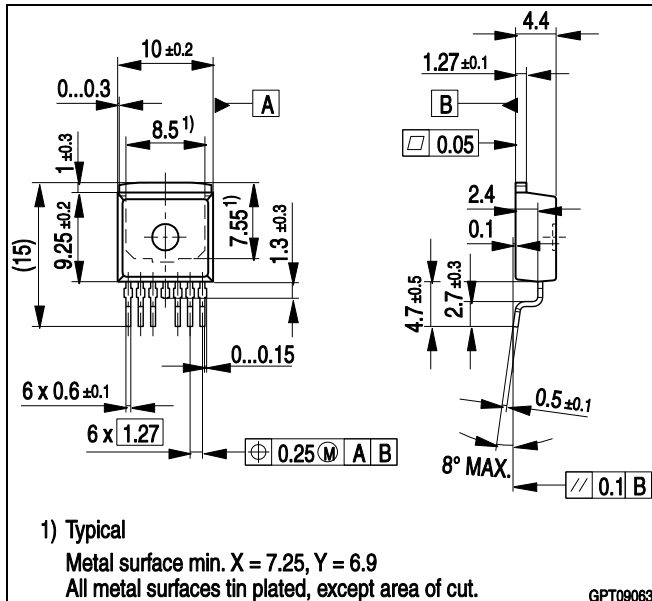 4.4
10 ±0.2
1.27 ±0.1
0...0.3
A
B
8.5 1)
0.05
1 ±0.3
7.55 1)
2.4
(15)
9.25 ±0.2
1.3 ±0.3
0.1
4.7 ±0.5
2.7 ±0.3
0...0.15
6 x 0.6 ±0.1
0.5 ±0.1
6 x 1.27
0.25 Ⓜ A B
8° MAX.
// 0.1 B
1) Typical
Metal surface min. X = 7.25, Y = 6.9
All metal surfaces tin plated, except area of cut.
GPT09063